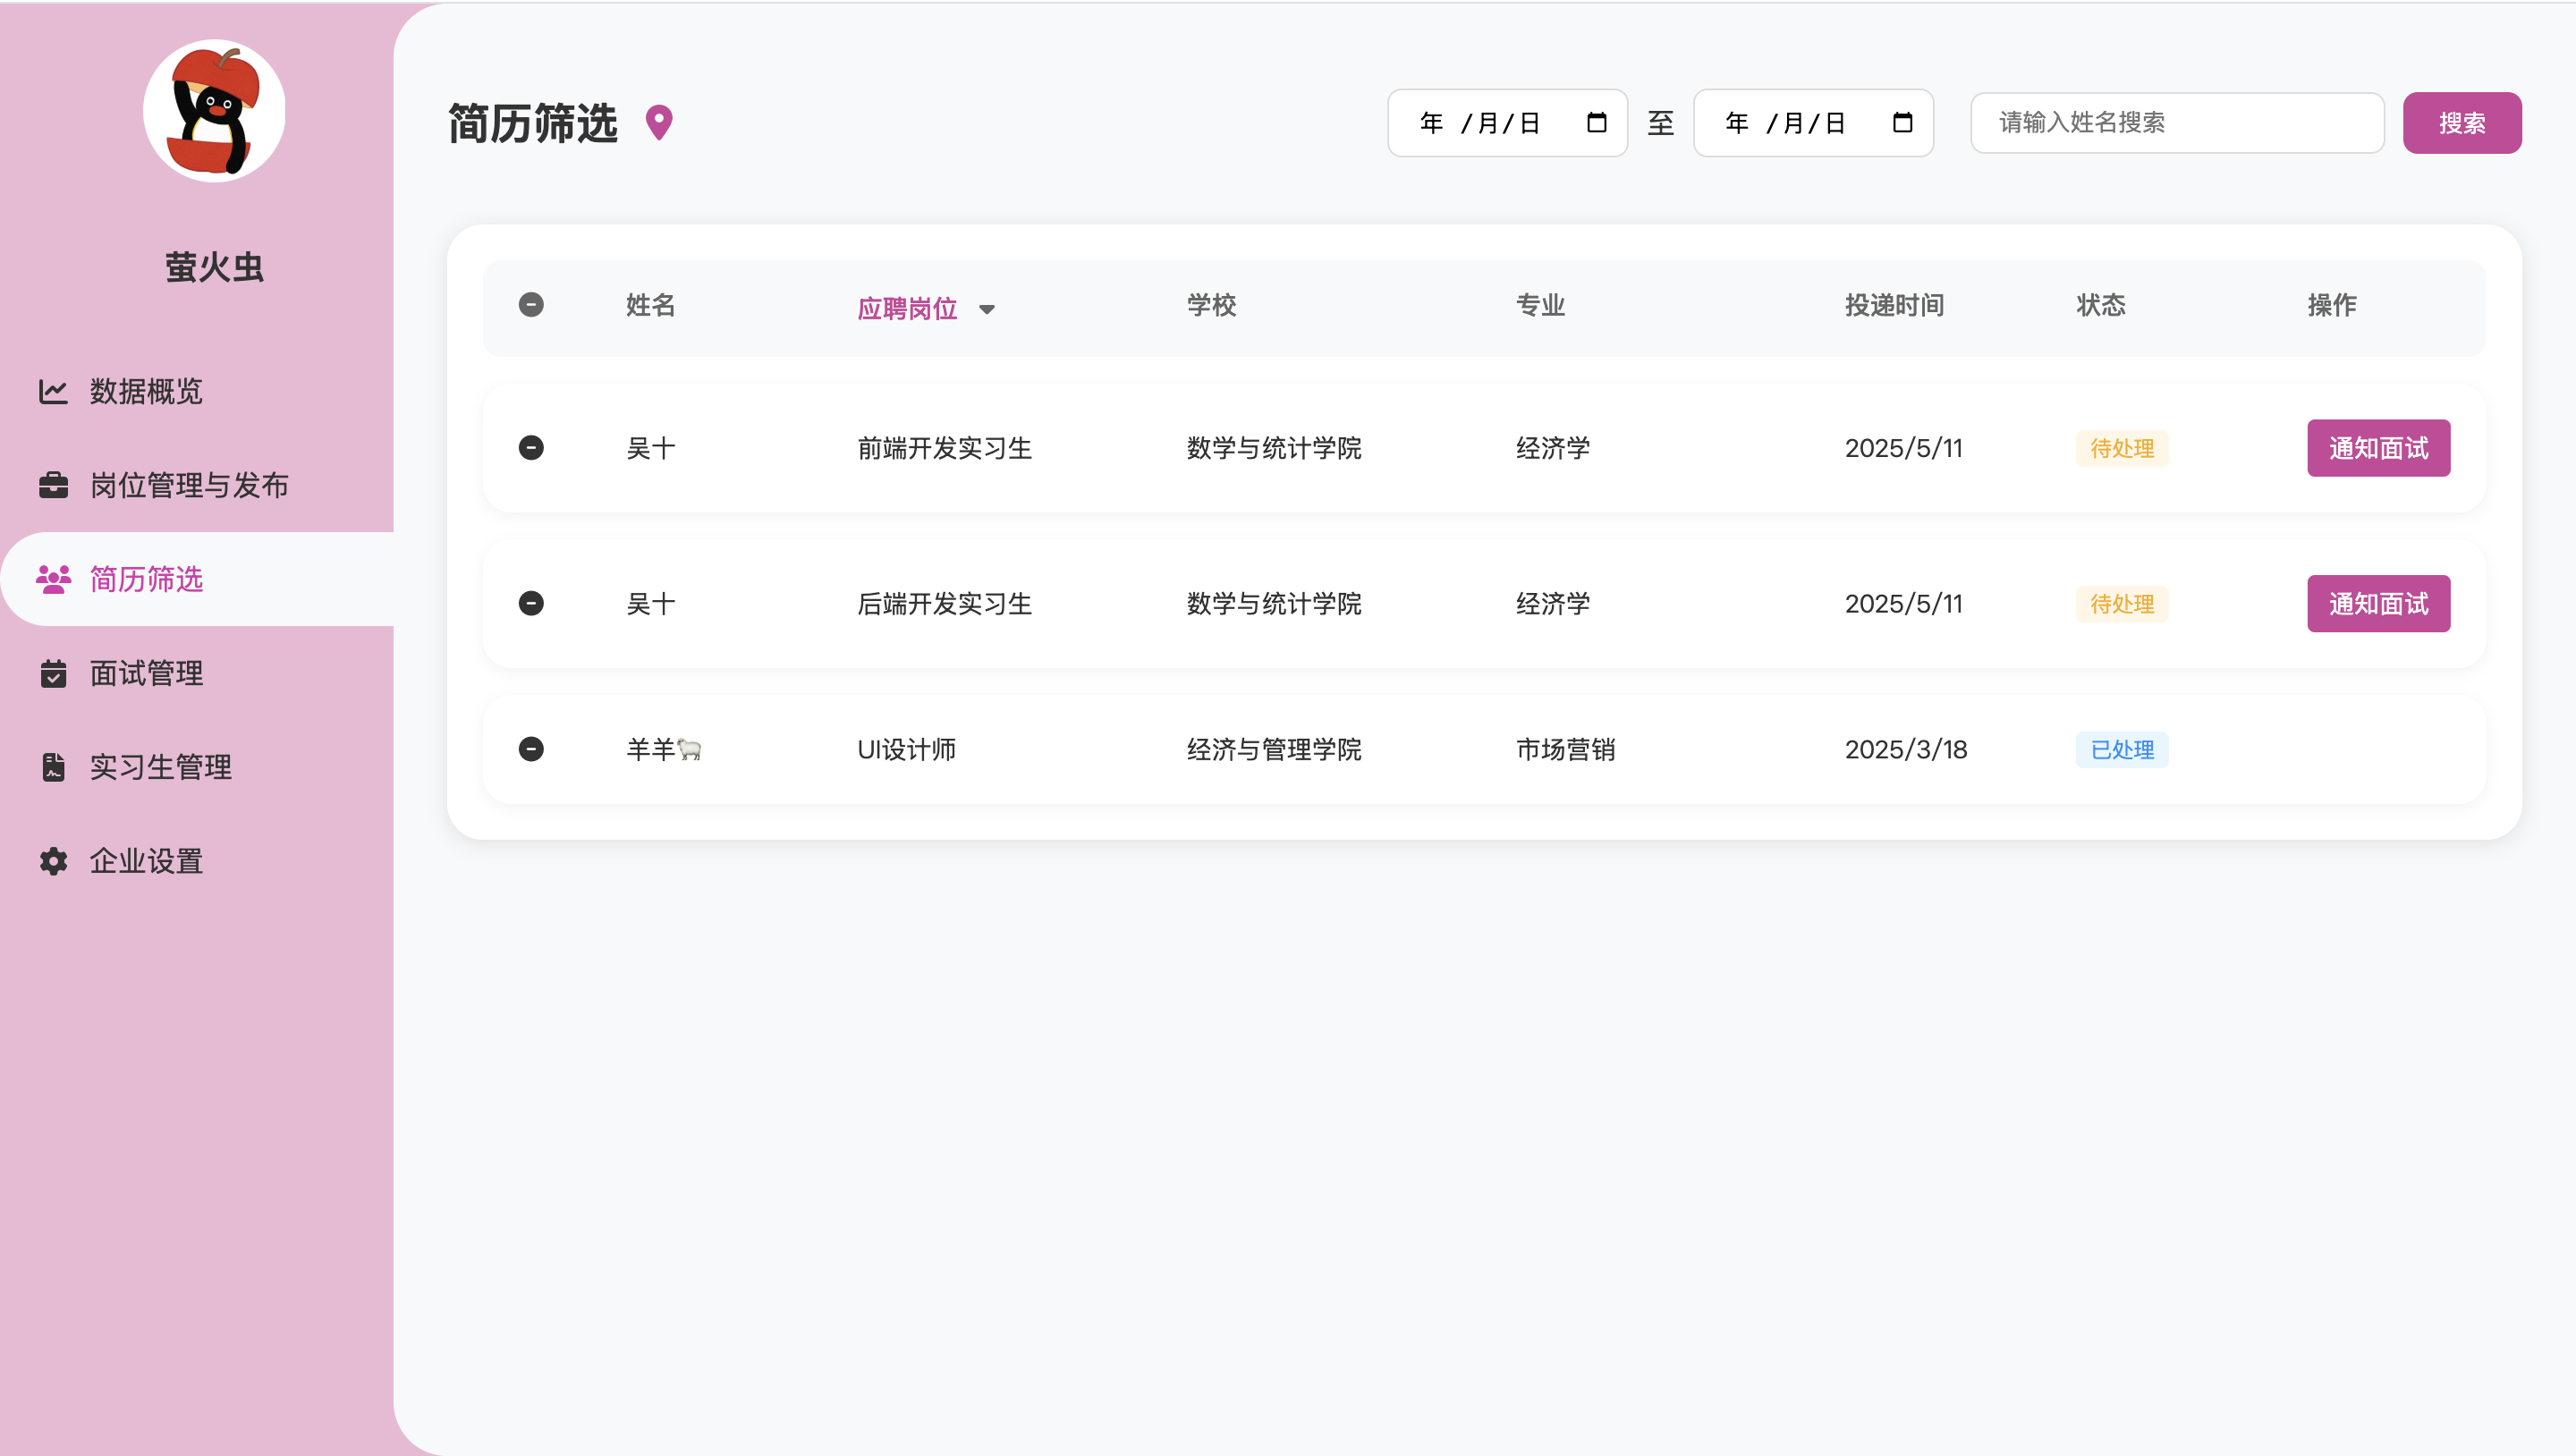 萤火虫
数据概览
岗位管理与发布
简历筛选
面试管理
实习生管理
企业设置
简历筛选
年 /月/日 至 年 /月/日 请输入姓名搜索 搜索
姓名 应聘岗位 学校 专业 投递时间 状态 操作
吴十 前端开发实习生 数学与统计学院 经济学 2025/5/11 待处理 通知面试
吴十 后端开发实习生 数学与统计学院 经济学 2025/5/11 待处理 通知面试
羊羊🐑 UI设计师 经济与管理学院 市场营销 2025/3/18 已处理